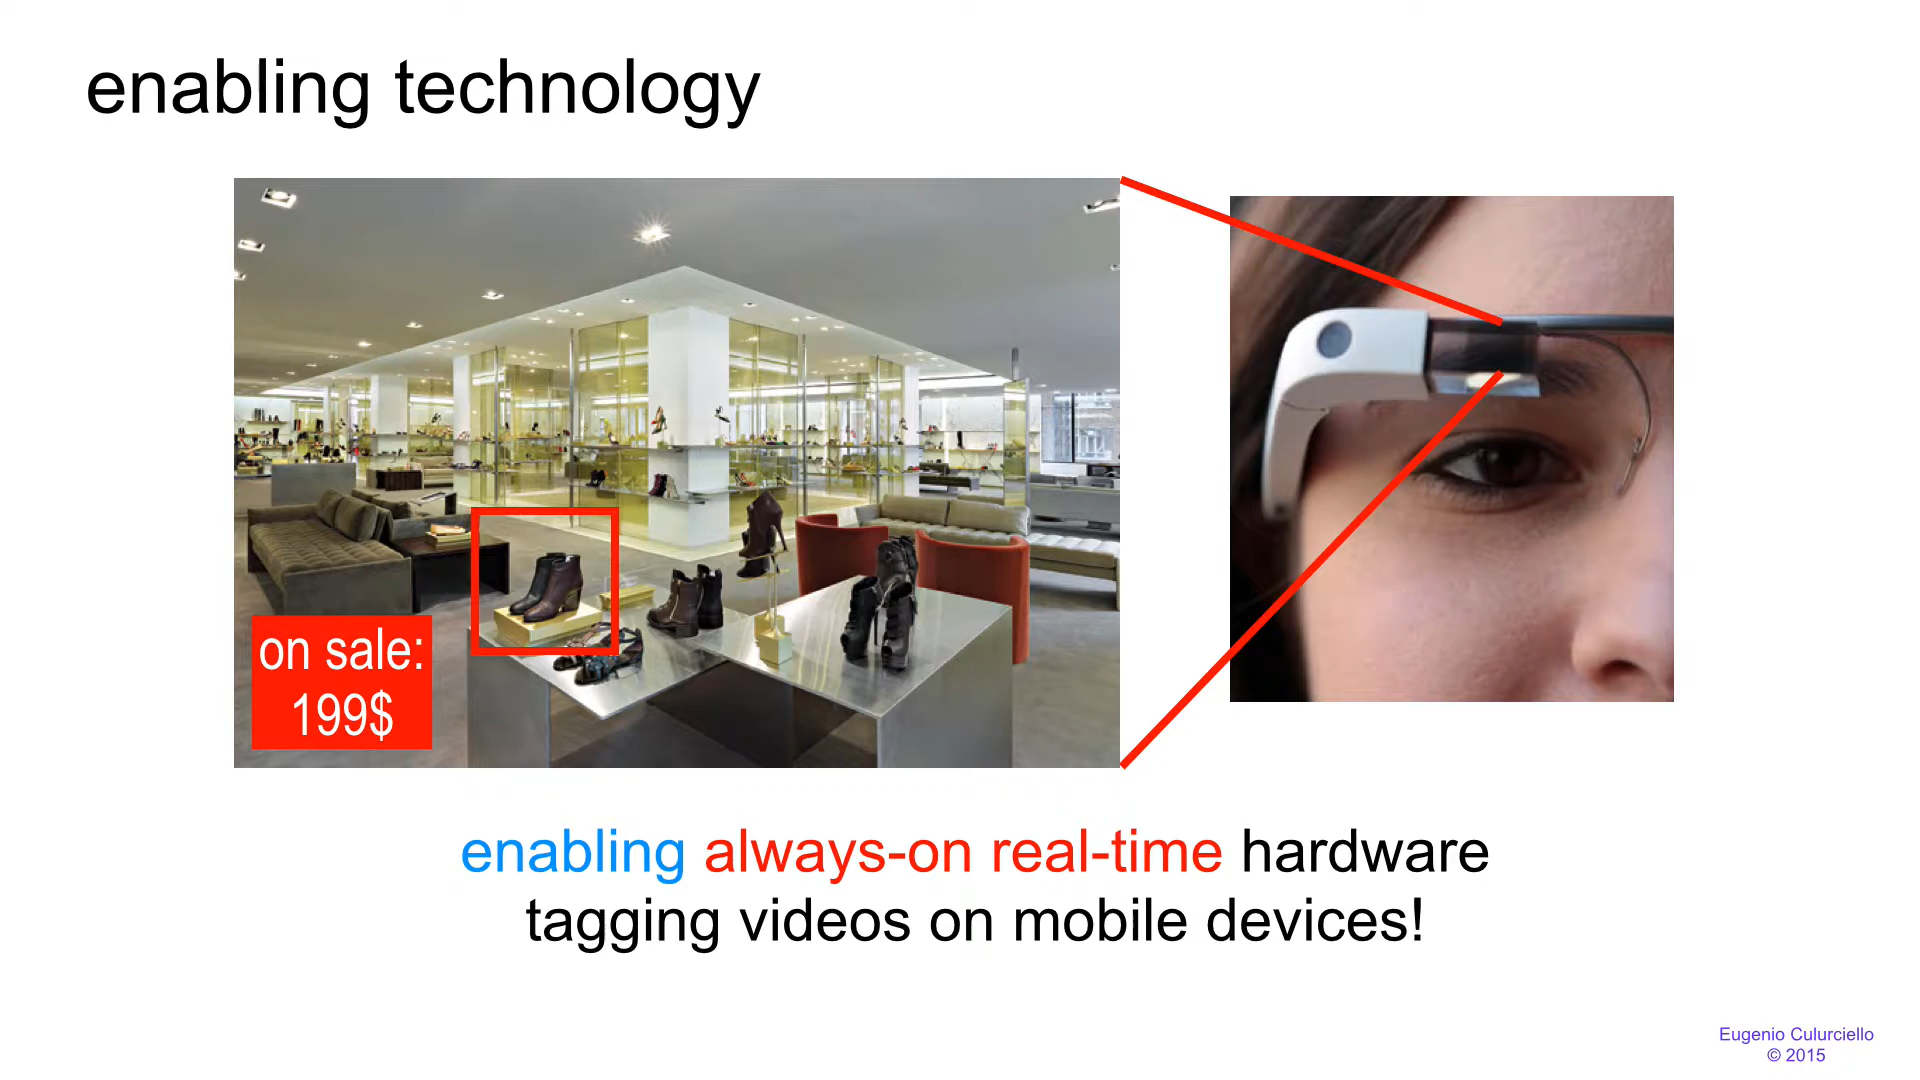 enabling technology
on sale:
199$
enabling always-on real-time hardware
tagging videos on mobile devices!
Eugenio Culurciello
© 2015